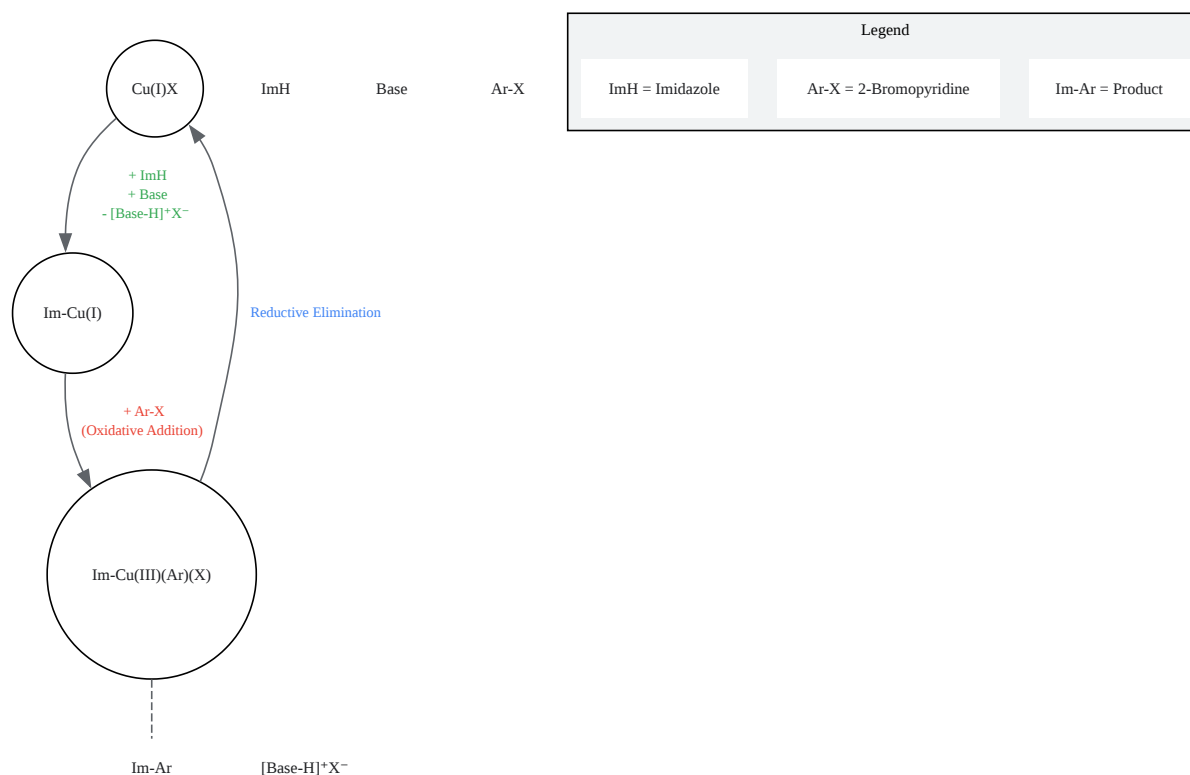 Legend
Cu(I)X
ImH
Base
Ar-X
ImH = Imidazole
Ar-X = 2-Bromopyridine
Im-Ar = Product
+ ImH
+ Base
- [Base-H]⁺X⁻
Im-Cu(I)
Reductive Elimination
+ Ar-X
(Oxidative Addition)
Im-Cu(III)(Ar)(X)
Im-Ar
[Base-H]⁺X⁻